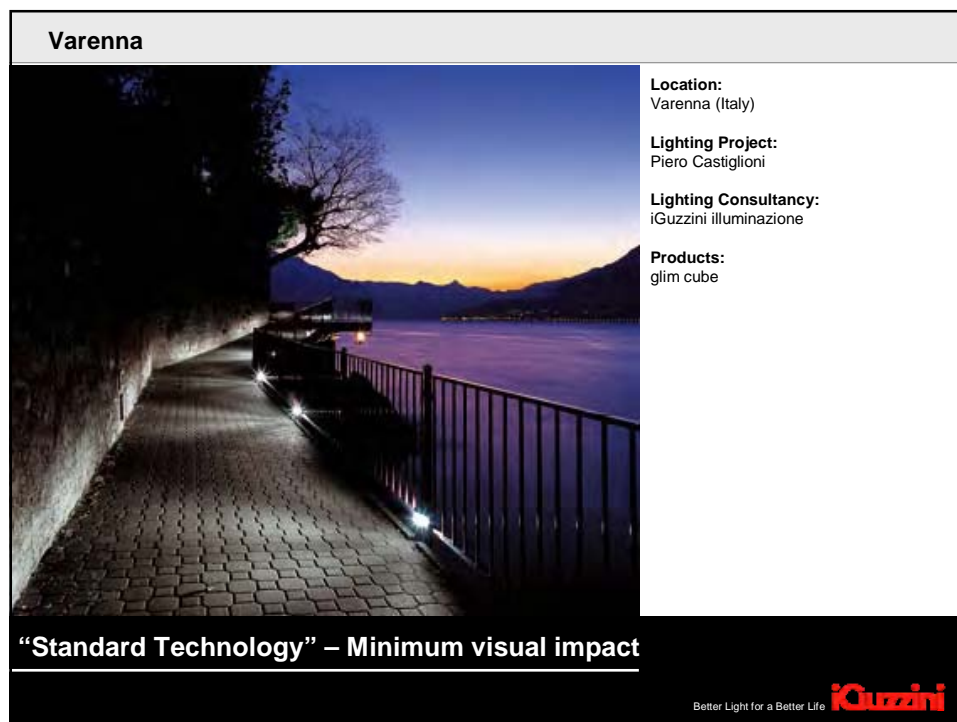 Varenna
Location:
Varenna (Italy)
Lighting Project:
Piero Castiglioni
Lighting Consultancy:
iGuzzini illuminazione
Products:
glim cube
“Standard Technology” – Minimum visual impact
Better Light for a Better Life
iGuzzini